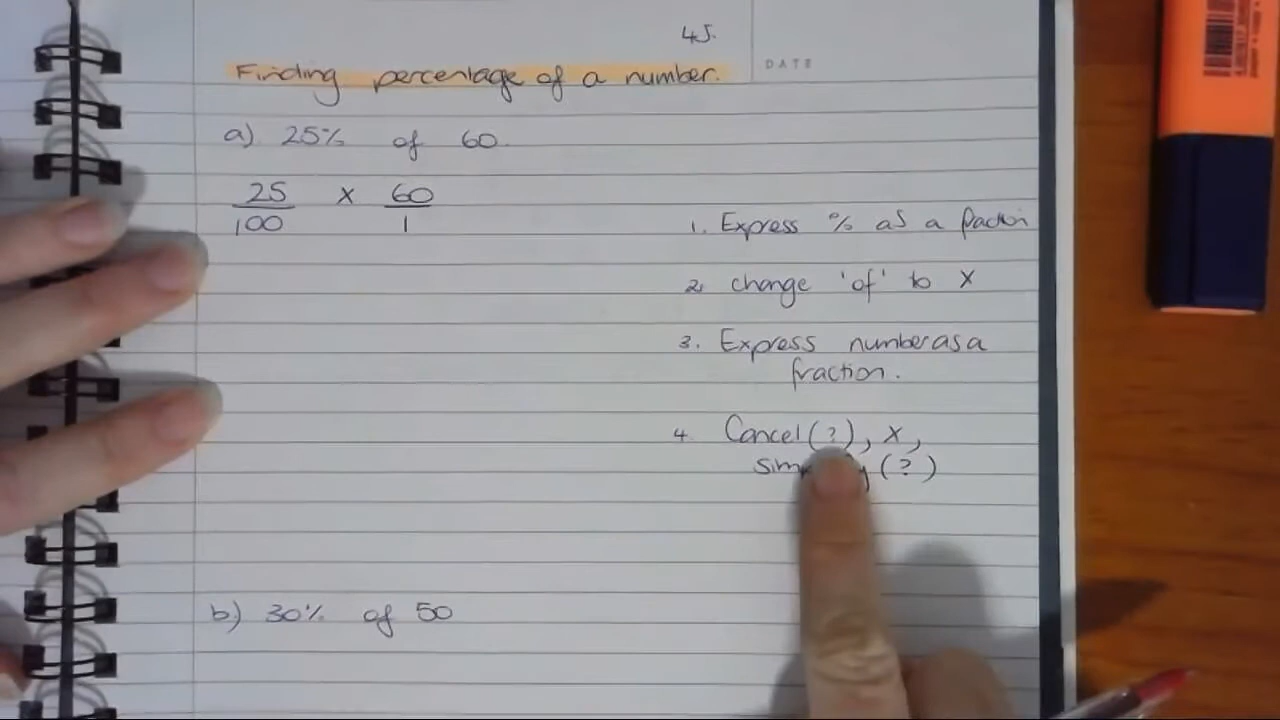 4J.
DATE
Finding percentage of a number.
a) 25% of 60.
25 x 60
100 1
1. Express % as a fraction
2. change 'of' to X
3. Express number as a
fraction.
4 Cancel (?), x,
(?)
b) 30% of 50